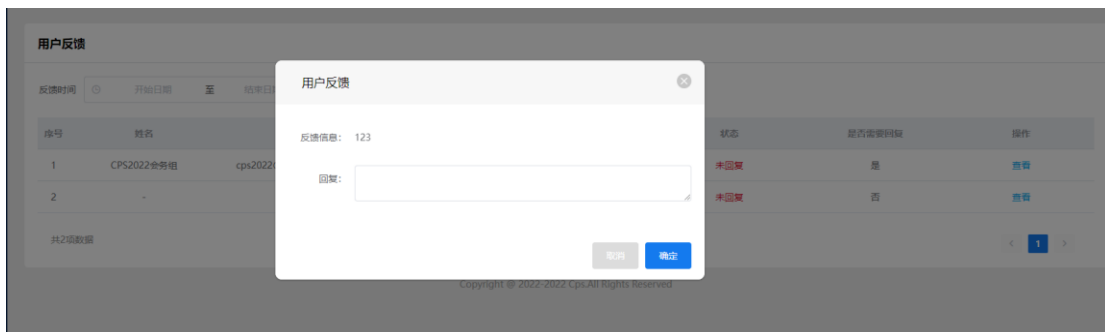 用户反馈
反馈时间 开始日期 至 结束日
用户反馈
反馈信息： 123
回复：
取消 确定
序号 姓名 状态 是否需要回复 操作
1 CPS2022会务组 cps2022 未回复 是 查看
2 - 未回复 否 查看
共2项数据 < 1 >
Copyright @ 2022-2022 Cps.All Rights Reserved